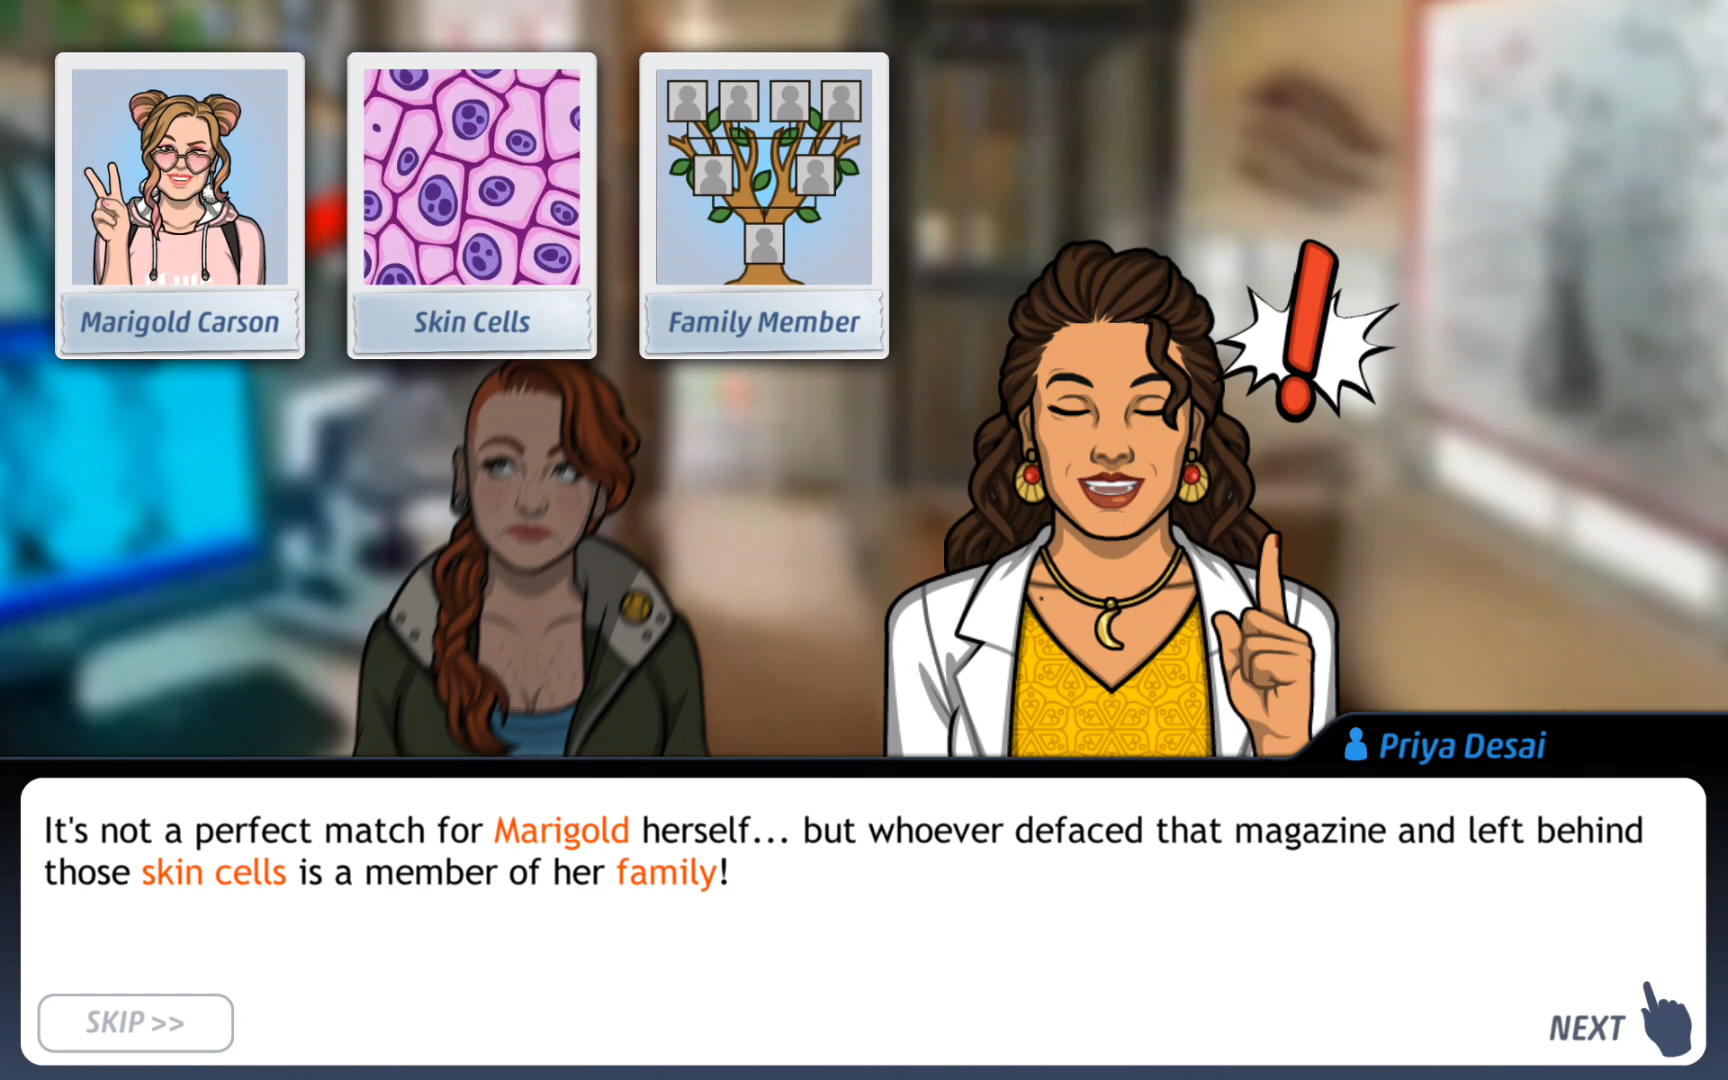 Marigold Carson
Skin Cells
Family Member
Priya Desai
It's not a perfect match for Marigold herself... but whoever defaced that magazine and left behind
those skin cells is a member of her family!
SKIP >>
NEXT